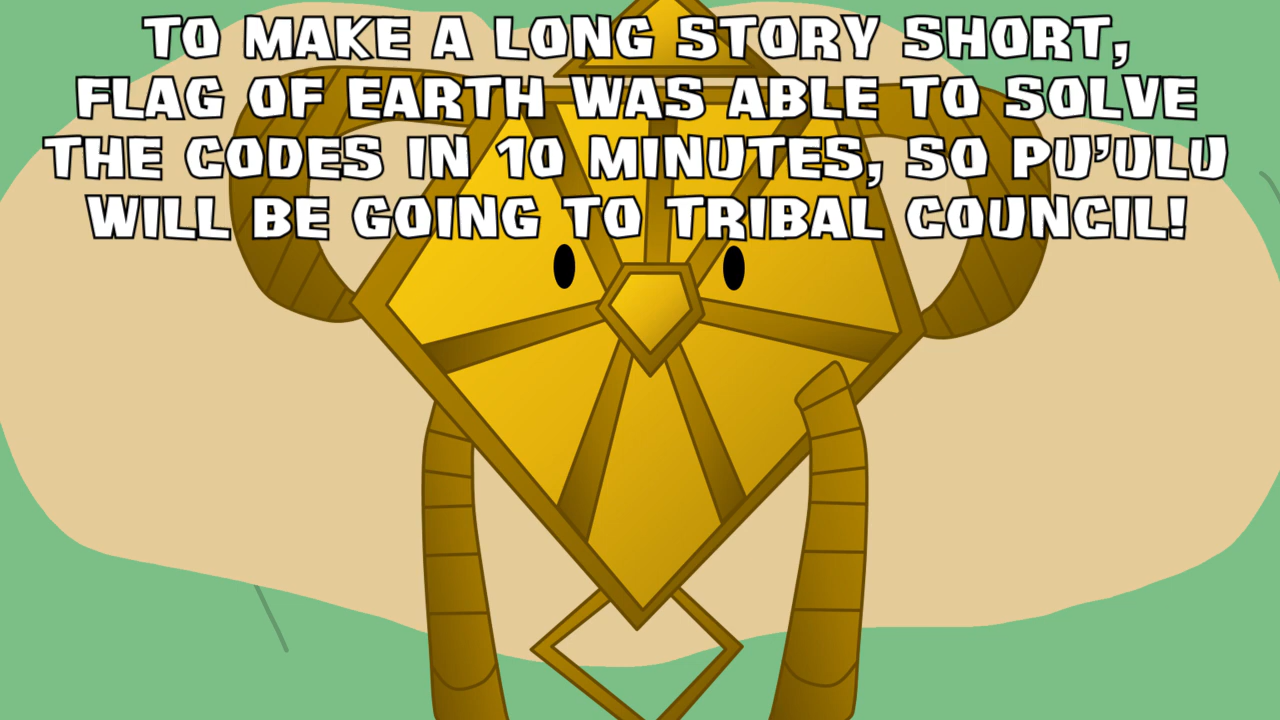 TO MAKE A LONG STORY SHORT,
FLAG OF EARTH WAS ABLE TO SOLVE
THE CODES IN 10 MINUTES, SO PU'ULU
WILL BE GOING TO TRIBAL COUNCIL!